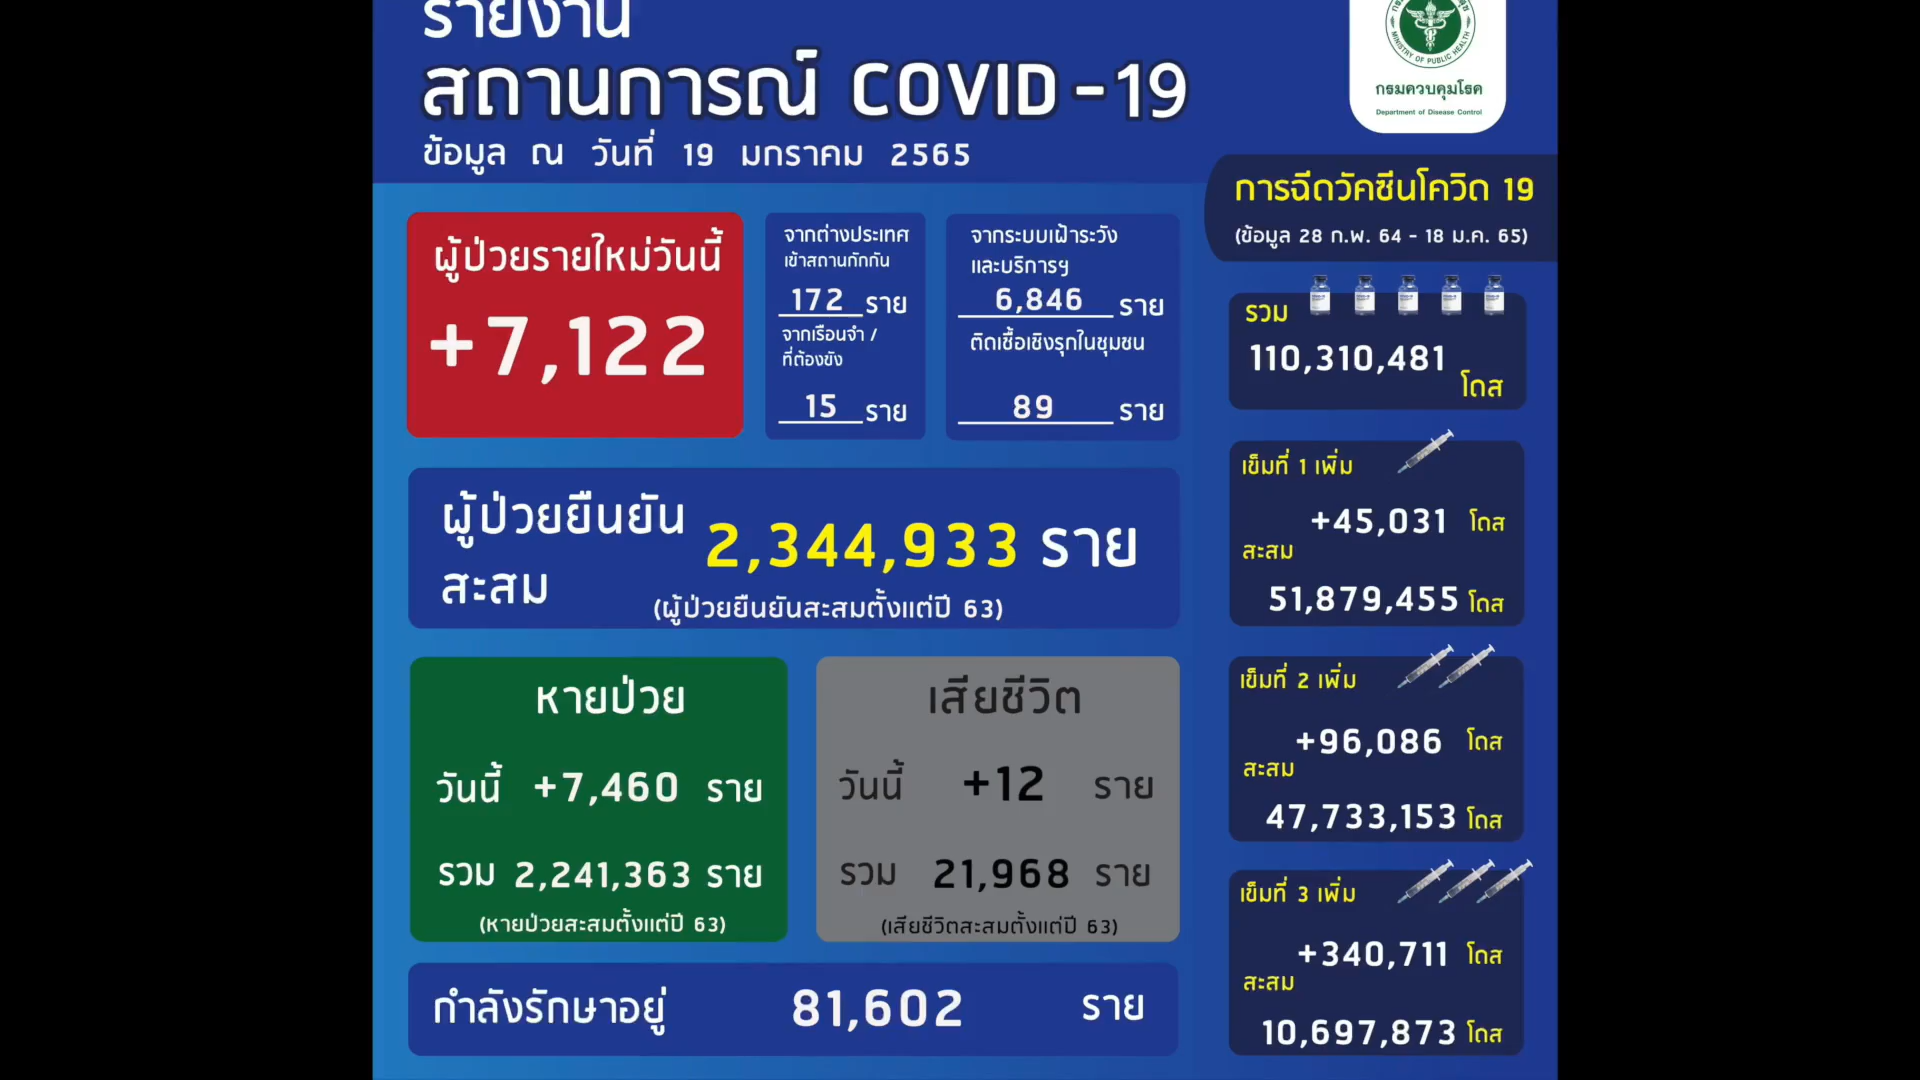 รายงาน
สถานการณ์ COVID -19
ข้อมูล ณ วันที่ 19 มกราคม 2565
MINISTRY OF PUBLIC HEALTH
กรมควบคุมโรค
Department of Disease Control
ผู้ป่วยรายใหม่วันนี้
+7,122
จากต่างประเทศ
เข้าสถานกักกัน
172 ราย
จากเรือนจำ /
ที่ต้องขัง
15 ราย
จากระบบเฝ้าระวัง
และบริการฯ
6,846 ราย
ติดเชื้อเชิงรุกในชุมชน
89 ราย
ผู้ป่วยยืนยัน
สะสม
2,344,933 ราย
(ผู้ป่วยยืนยันสะสมตั้งแต่ปี 63)
หายป่วย
วันนี้ +7,460 ราย
รวม 2,241,363 ราย
(หายป่วยสะสมตั้งแต่ปี 63)
เสียชีวิต
วันนี้ +12 ราย
รวม 21,968 ราย
(เสียชีวิตสะสมตั้งแต่ปี 63)
กำลังรักษาอยู่ 81,602 ราย
การฉีดวัคซีนโควิด 19
(ข้อมูล 28 ก.พ. 64 - 18 ม.ค. 65)
รวม
110,310,481
โดส
เข็มที่ 1 เพิ่ม
+45,031 โดส
สะสม
51,879,455 โดส
เข็มที่ 2 เพิ่ม
+96,086 โดส
สะสม
47,733,153 โดส
เข็มที่ 3 เพิ่ม
+340,711 โดส
สะสม
10,697,873 โดส